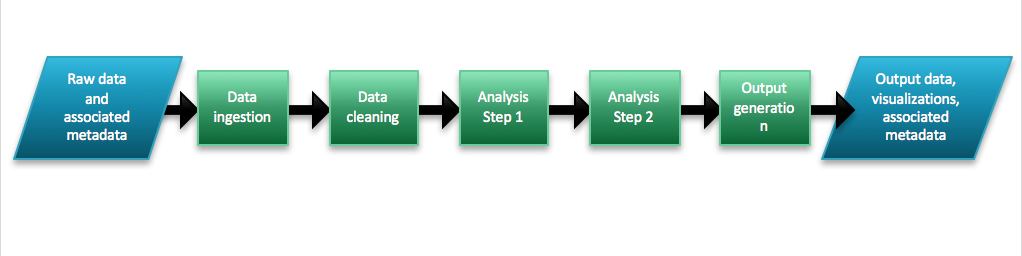 Raw data
and
associated
metadata
Data
ingestion
Data
cleaning
Analysis
Step 1
Analysis
Step 2
Output
generatio
n
Output data,
visualizations,
associated
metadata